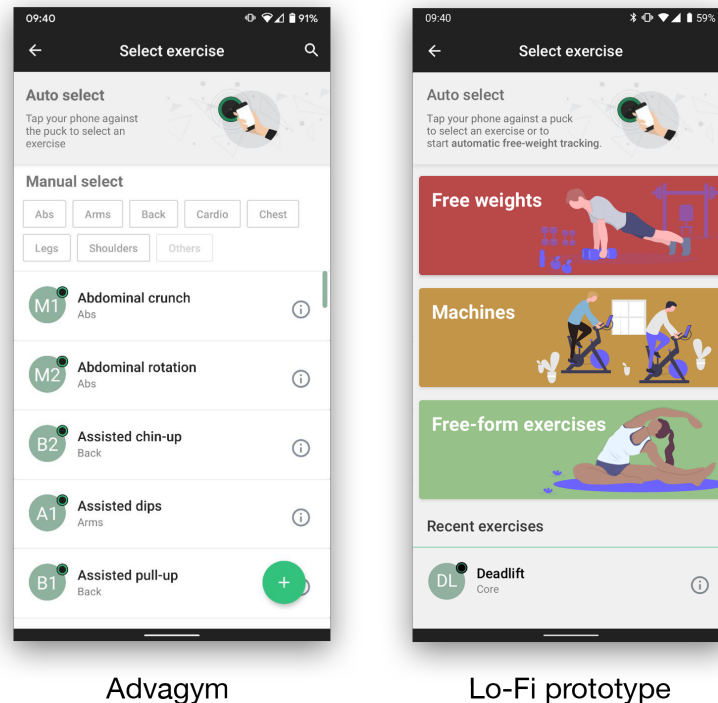 09:40
91%
Select exercise
Auto select
Tap your phone against
the puck to select an
exercise
Manual select
Abs Arms Back Cardio Chest
Legs Shoulders Others
M1 Abdominal crunch
Abs
M2 Abdominal rotation
Abs
B2 Assisted chin-up
Back
A1 Assisted dips
Arms
B1 Assisted pull-up
Back
Advagym
09:40
59%
Select exercise
Auto select
Tap your phone against a puck
to select an exercise or to
start automatic free-weight tracking.
Free weights
Machines
Free-form exercises
Recent exercises
DL Deadlift
Core
Lo-Fi prototype